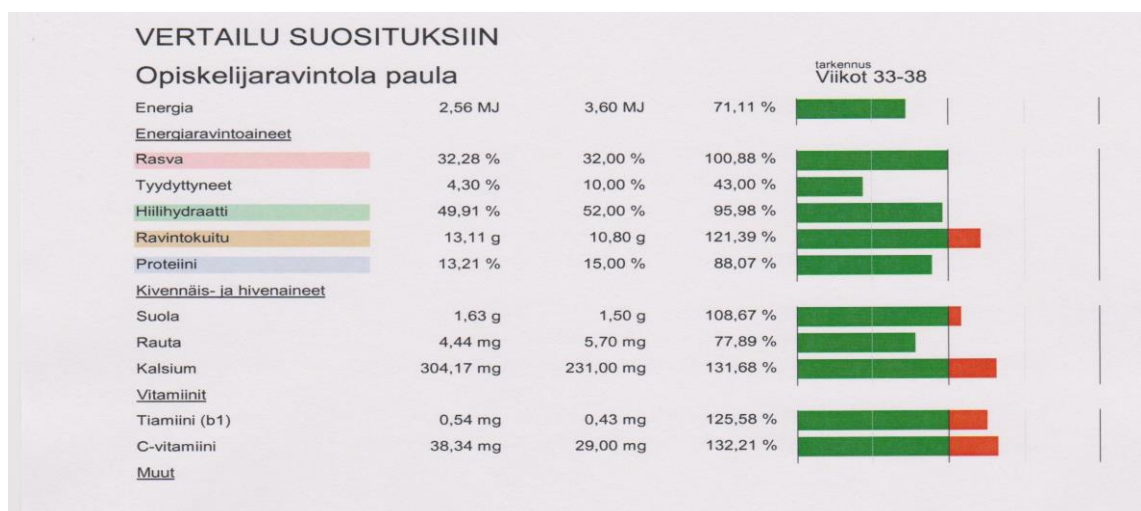 VERTAILU SUOSITUKSIIN
Opiskelijaravintola paula
tarkennus
Viikot 33-38
Energia 2,56 MJ 3,60 MJ 71,11 %
Energiaravintoaineet
Rasva 32,28 % 32,00 % 100,88 %
Tyydyttyneet 4,30 % 10,00 % 43,00 %
Hiilihydraatti 49,91 % 52,00 % 95,98 %
Ravintokuitu 13,11 g 10,80 g 121,39 %
Proteiini 13,21 % 15,00 % 88,07 %
Kivennäis- ja hivenaineet
Suola 1,63 g 1,50 g 108,67 %
Rauta 4,44 mg 5,70 mg 77,89 %
Kalsium 304,17 mg 231,00 mg 131,68 %
Vitamiinit
Tiamiini (b1) 0,54 mg 0,43 mg 125,58 %
C-vitamiini 38,34 mg 29,00 mg 132,21 %
Muut